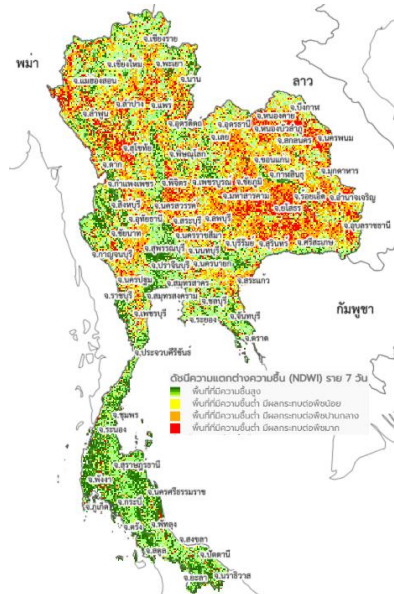 พม่า
ลาว
กัมพูชา
จ.เชียงราย
จ.เชียงใหม่
จ.พะเยา
จ.แม่ฮ่องสอน
จ.น่าน
จ.ลำปาง
จ.แพร่
จ.ลำพูน
จ.อุตรดิตถ์
จ.เลย
จ.อุดรธานี
จ.หนองคาย
จ.บึงกาฬ
จ.หนองบัวลำภู
จ.สกลนคร
จ.นครพนม
จ.สุโขทัย
จ.ตาก
จ.พิษณุโลก
จ.ขอนแก่น
จ.มุกดาหาร
จ.กำแพงเพชร
จ.พิจิตร
จ.เพชรบูรณ์
จ.ชัยภูมิ
จ.กาฬสินธุ์
จ.มหาสารคาม
จ.ร้อยเอ็ด
จ.อำนาจเจริญ
จ.ยโสธร
จ.สิงห์บุรี
จ.นครสวรรค์
จ.อุทัยธานี
จ.สระบุรี
จ.ลพบุรี
จ.อุบลราชธานี
จ.ชัยนาท
จ.นครราชสีมา
จ.บุรีรัมย์
จ.สุรินทร์
จ.ศรีสะเกษ
จ.กาญจนบุรี
จ.สุพรรณบุรี
จ.นนทบุรี
จ.ปราจีนบุรี
จ.นครนายก
จ.สระแก้ว
จ.นครปฐม
จ.สมุทรสาคร
จ.ราชบุรี
จ.สมุทรสงคราม
จ.ชลบุรี
จ.เพชรบุรี
จ.ระยอง
จ.จันทบุรี
จ.ตราด
จ.ประจวบคีรีขันธ์
ดัชนีความแตกต่างความชื้น (NDWI) ราย 7 วัน
พื้นที่ที่มีความชื้นสูง
พื้นที่ที่มีความชื้นต่ำ มีผลกระทบต่อพืชน้อย
พื้นที่ที่มีความชื้นต่ำ มีผลกระทบต่อพืชปานกลาง
พื้นที่ที่มีความชื้นต่ำ มีผลกระทบต่อพืชมาก
จ.ชุมพร
จ.ระนอง
จ.สุราษฎร์ธานี
จ.พังงา
จ.นครศรีธรรมราช
จ.กระบี่
จ.ภูเก็ต
จ.ตรัง
จ.พัทลุง
จ.สงขลา
จ.สตูล
จ.ปัตตานี
จ.ยะลา
จ.นราธิวาส